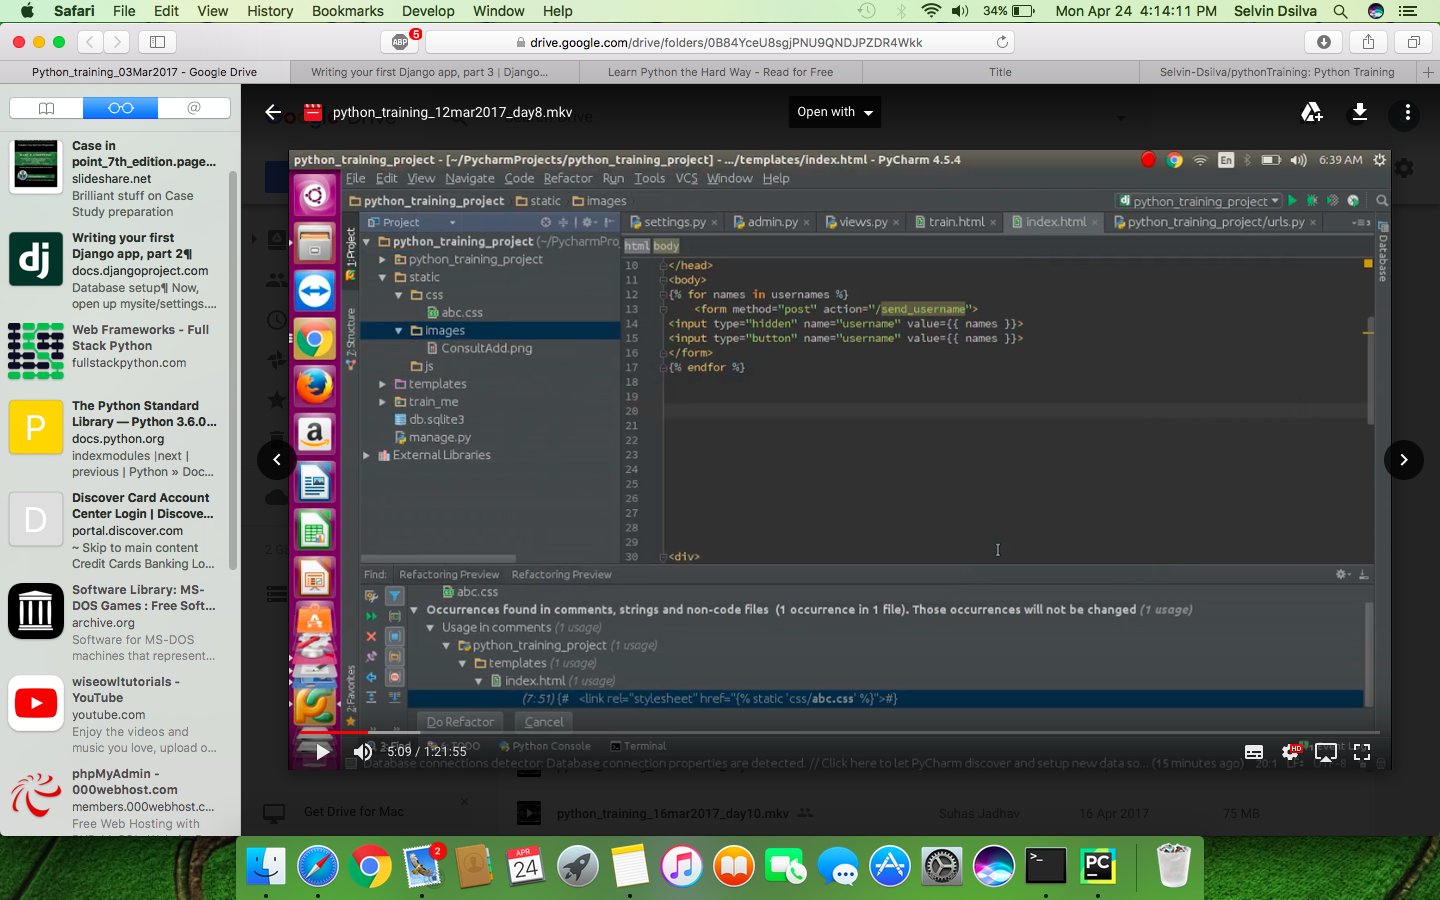 Safari File Edit View History Bookmarks Develop Window Help 34% Mon Apr 24 4:14:11 PM Selvin Dsilva
ABP 5 drive.google.com/drive/folders/0B84YceU8sgjPNU9QNDJPZDR4Wkk
Python_training_03Mar2017 - Google Drive Writing your first Django app, part 3 | Django... Learn Python the Hard Way - Read for Free Title Selvin-Dsilva/pythonTraining: Python Training
@
Case in
point_7th_edition.page...
slideshare.net
Brilliant stuff on Case
Study preparation
dj
Writing your first
Django app, part 2¶
docs.djangoproject.com
Database setup¶ Now,
open up mysite/settings....
Web Frameworks - Full
Stack Python
fullstackpython.com
P
The Python Standard
Library — Python 3.6.0...
docs.python.org
indexmodules |next |
previous | Python » Doc...
D
Discover Card Account
Center Login | Discove...
portal.discover.com
~ Skip to main content
Credit Cards Banking Lo...
Software Library: MS-
DOS Games : Free Soft...
archive.org
Software for MS-DOS
machines that represent...
wiseowltutorials -
YouTube
youtube.com
Enjoy the videos and
music you love, upload o...
phpMyAdmin -
000webhost.com
members.000webhost.c...
Free Web Hosting with
python_training_12mar2017_day8.mkv Open with
python_training_project - [~/PycharmProjects/python_training_project] - .../templates/index.html - PyCharm 4.5.4 En 6:39 AM
File Edit View Navigate Code Refactor Run Tools VCS Window Help
python_training_project static images dj python_training_project
1: Project
Z: Structure
2: Favorites
Database
Project
python_training_project (~/PycharmPro
python_training_project
static
css
abc.css
images
ConsultAdd.png
js
templates
train_me
db.sqlite3
manage.py
External Libraries
settings.py admin.py views.py train.html index.html python_training_project/urls.py
html body
10 </head>
11 <body>
12 {% for names in usernames %}
13 <form method="post" action="/send_username">
14 <input type="hidden" name="username" value={{ names }}>
15 <input type="button" name="username" value={{ names }}>
16 </form>
17 {% endfor %}
18
19
20
21
22
23
24
25
26
27
28
29
30 <div>
Find: Refactoring Preview Refactoring Preview
abc.css
Occurrences found in comments, strings and non-code files (1 occurrence in 1 file). Those occurrences will not be changed (1 usage)
Usage in comments (1 usage)
python_training_project (1 usage)
templates (1 usage)
index.html (1 usage)
(7: 51) {# <link rel="stylesheet" href="{% static 'css/abc.css' %}">#}
Do Refactor Cancel
TODO Python Console Terminal
5:09 / 1:21:55 HD
Database connections detector: Database connection properties are detected. // Click here to let PyCharm discover and setup new data so... (15 minutes ago) 20:1
Get Drive for Mac
python_training_16mar2017_day10.mkv Suhas Jadhav 16 Apr 2017 75 MB
2 APR 24 >_ PC